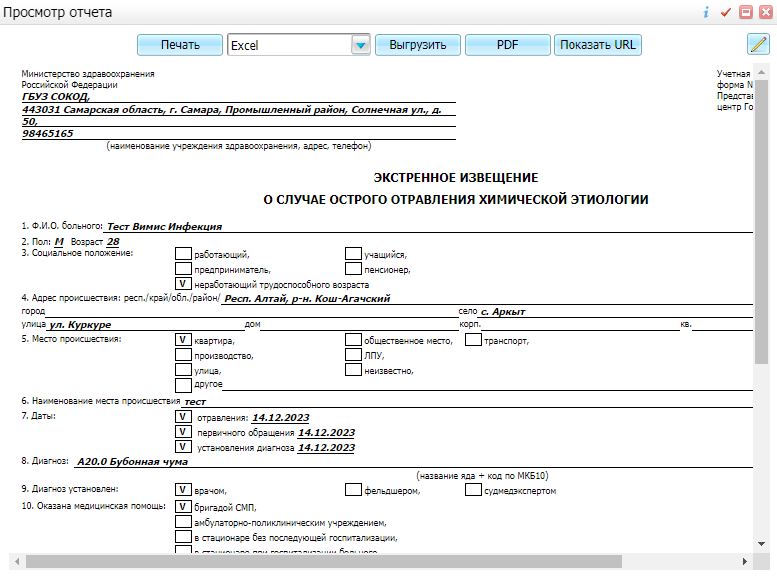 Просмотр отчета
Печать Excel Выгрузить PDF Показать URL
Министерство здравоохранения
Российской Федерации
ГБУЗ СОКОД,
443031 Самарская область, г. Самара, Промышленный район, Солнечная ул., д.
50,
98465165
(наименование учреждения здравоохранения, адрес, телефон)
Учетная
форма N
Представ
центр Го
ЭКСТРЕННОЕ ИЗВЕЩЕНИЕ
О СЛУЧАЕ ОСТРОГО ОТРАВЛЕНИЯ ХИМИЧЕСКОЙ ЭТИОЛОГИИ
1. Ф.И.О. больного: Тест Вимис Инфекция
2. Пол: М Возраст 28
3. Социальное положение: работающий, учащийся,
предприниматель, пенсионер,
V неработающий трудоспособного возраста
4. Адрес происшествия: респ./край/обл./район/ Респ. Алтай, р-н. Кош-Агачский
город село с. Аркыт
улица ул. Куркуре дом корп. кв.
5. Место происшествия: V квартира, общественное место, транспорт,
производство, ЛПУ,
улица, неизвестно,
другое
6. Наименование места происшествия тест
7. Даты: V отравления: 14.12.2023
V первичного обращения 14.12.2023
V установления диагноза 14.12.2023
8. Диагноз: A20.0 Бубонная чума
(название яда + код по МКБ10)
9. Диагноз установлен: V врачом, фельдшером, судмедэкспертом
10. Оказана медицинская помощь: V бригадой СМП,
амбулаторно-поликлиническим учреждением,
в стационаре без последующей госпитализации,
в стационаре при госпитализации больного